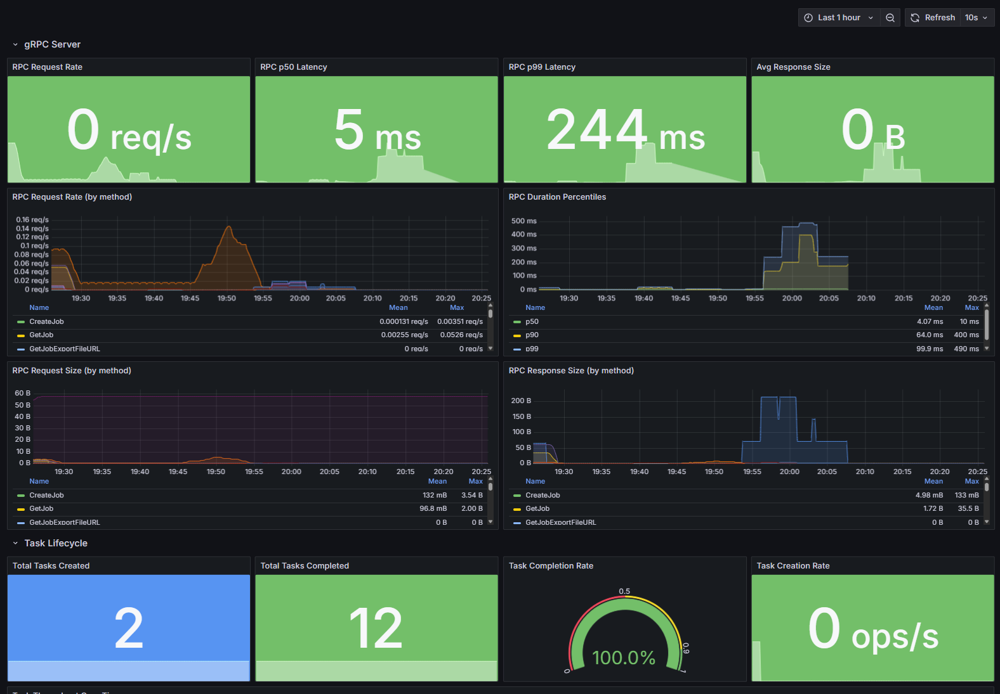 Last 1 hour
Refresh
10s
gRPC Server
RPC Request Rate
RPC p50 Latency
RPC p99 Latency
Avg Response Size
0 req/s
5 ms
244 ms
0 B
RPC Request Rate (by method)
0.16 req/s
0.14 req/s
0.12 req/s
0.1 req/s
0.08 req/s
0.06 req/s
0.04 req/s
0.02 req/s
0 req/s
19:30 19:35 19:40 19:45 19:50 19:55 20:00 20:05 20:10 20:15 20:20 20:25
Name Mean Max
CreateJob 0.000131 req/s 0.00351 req/s
GetJob 0.00255 req/s 0.0526 req/s
GetJobExportFileURL 0 req/s 0 req/s
RPC Duration Percentiles
500 ms
400 ms
300 ms
200 ms
100 ms
0 ms
19:30 19:35 19:40 19:45 19:50 19:55 20:00 20:05 20:10 20:15 20:20 20:25
Name Mean Max
p50 4.07 ms 10 ms
p90 64.0 ms 400 ms
p99 99.9 ms 490 ms
RPC Request Size (by method)
60 B
50 B
40 B
30 B
20 B
10 B
0 B
19:30 19:35 19:40 19:45 19:50 19:55 20:00 20:05 20:10 20:15 20:20 20:25
Name Mean Max
CreateJob 132 mB 3.54 B
GetJob 96.8 mB 2.00 B
GetJobExportFileURL 0 B 0 B
RPC Response Size (by method)
200 B
150 B
100 B
50 B
0 B
19:30 19:35 19:40 19:45 19:50 19:55 20:00 20:05 20:10 20:15 20:20 20:25
Name Mean Max
CreateJob 4.98 mB 133 mB
GetJob 1.72 B 35.5 B
GetJobExportFileURL 0 B 0 B
Task Lifecycle
Total Tasks Created
Total Tasks Completed
Task Completion Rate
Task Creation Rate
2
12
0.5
0.9
0
1
100.0%
0 ops/s